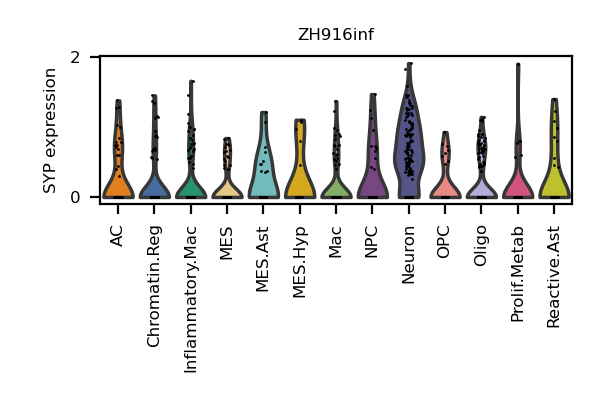 ZH916inf
SYP expression
2
0
AC
Chromatin.Reg
Inflammatory.Mac
MES
MES.Ast
MES.Hyp
Mac
NPC
Neuron
OPC
Oligo
Prolif.Metab
Reactive.Ast